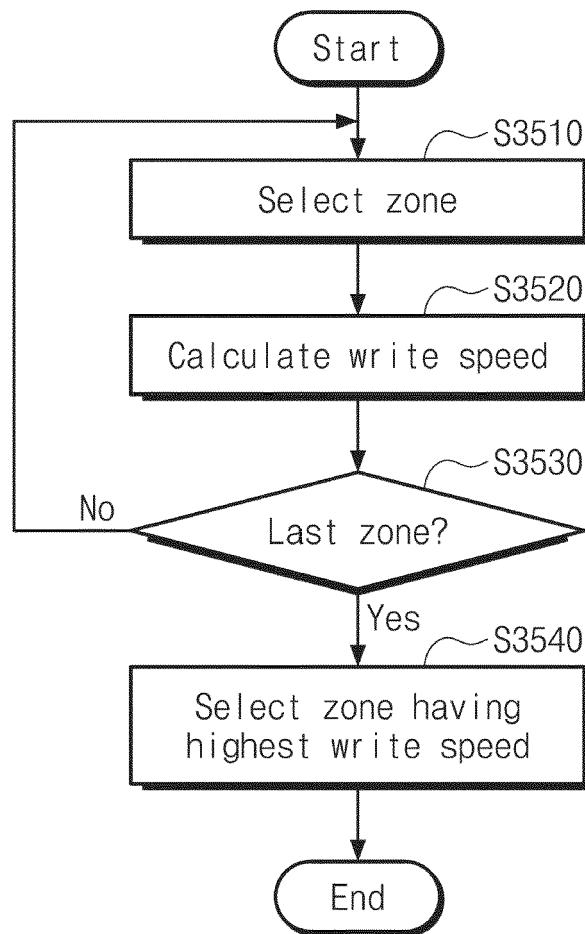 Start
S3510
Select zone
S3520
Calculate write speed
S3530
No
Last zone?
Yes
S3540
Select zone having
highest write speed
End